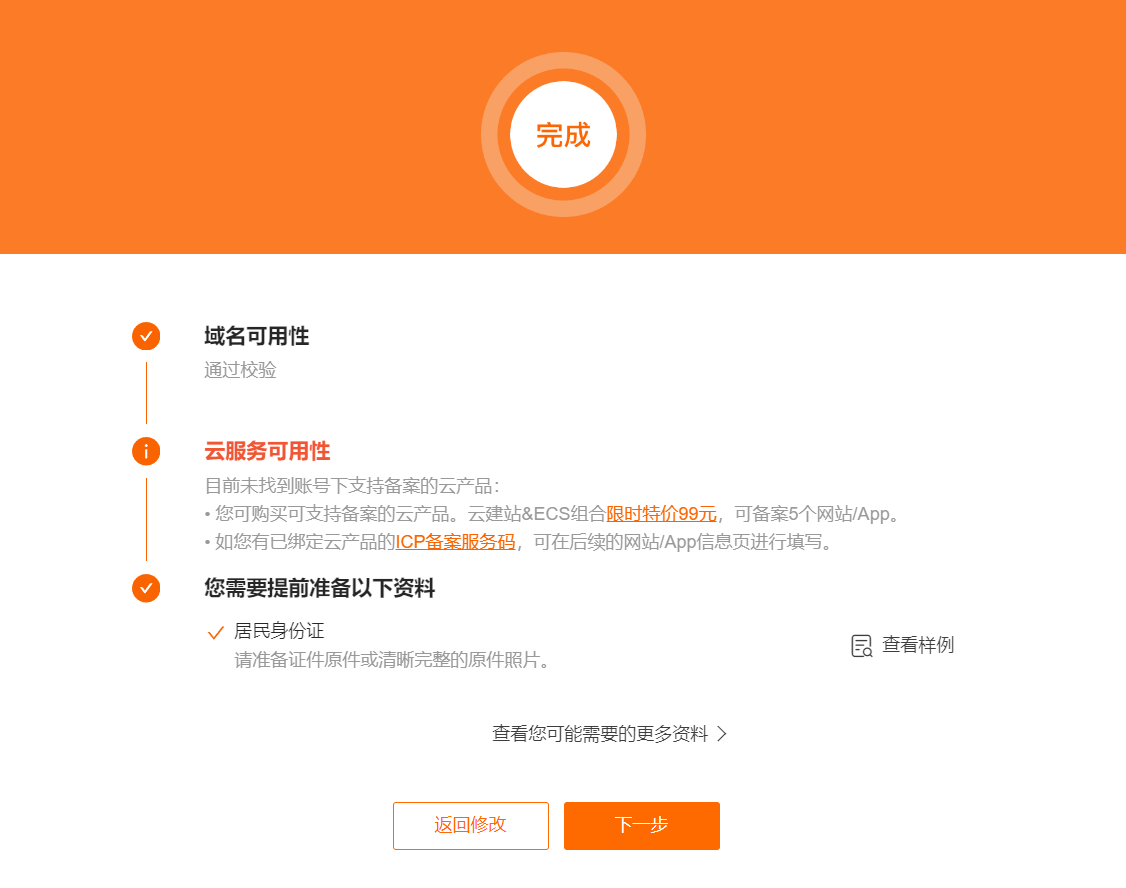 完成
域名可用性
通过校验
云服务可用性
目前未找到账号下支持备案的云产品：
• 您可购买可支持备案的云产品。云建站&ECS组合限时特价99元，可备案5个网站/App。
• 如您有已绑定云产品的ICP备案服务码，可在后续的网站/App信息页进行填写。
您需要提前准备以下资料
居民身份证
请准备证件原件或清晰完整的原件照片。
查看样例
查看您可能需要的更多资料
返回修改
下一步